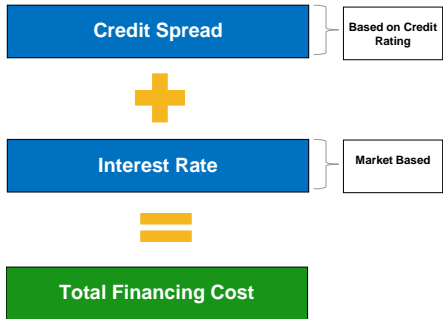 Credit Spread
Based on Credit
Rating
Interest Rate
Market Based
Total Financing Cost